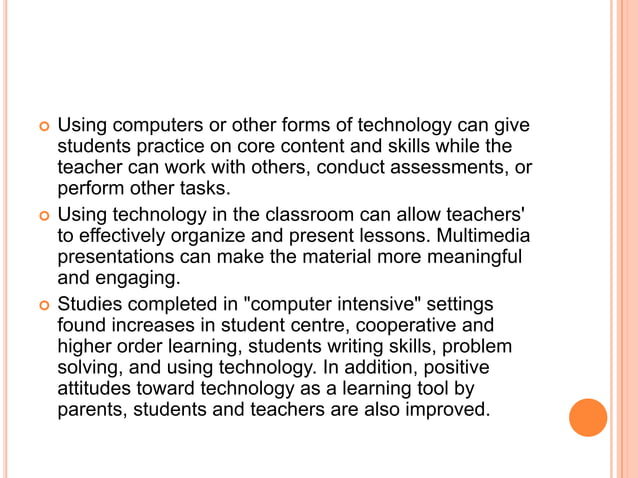 Using computers or other forms of technology can give
students practice on core content and skills while the
teacher can work with others, conduct assessments, or
perform other tasks.
Using technology in the classroom can allow teachers'
to effectively organize and present lessons. Multimedia
presentations can make the material more meaningful
and engaging.
Studies completed in "computer intensive" settings
found increases in student centre, cooperative and
higher order learning, students writing skills, problem
solving, and using technology. In addition, positive
attitudes toward technology as a learning tool by
parents, students and teachers are also improved.